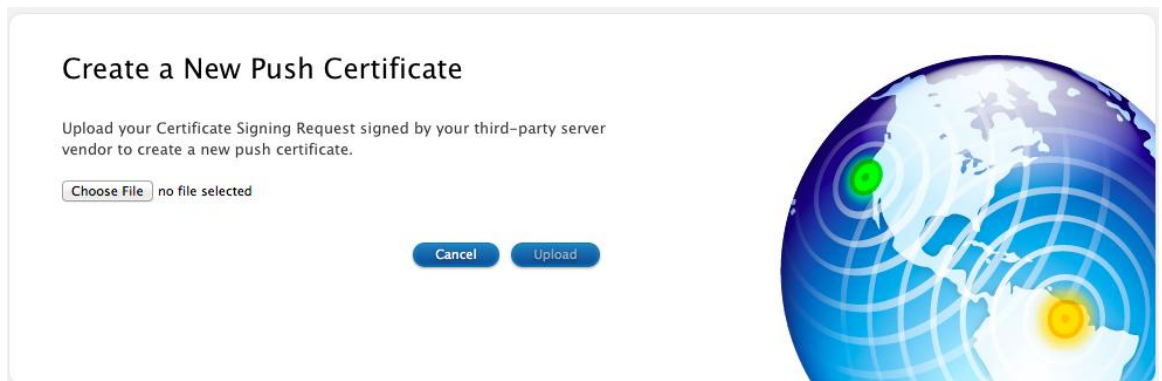 Create a New Push Certificate
Upload your Certificate Signing Request signed by your third-party server
vendor to create a new push certificate.
Choose File no file selected
Cancel Upload